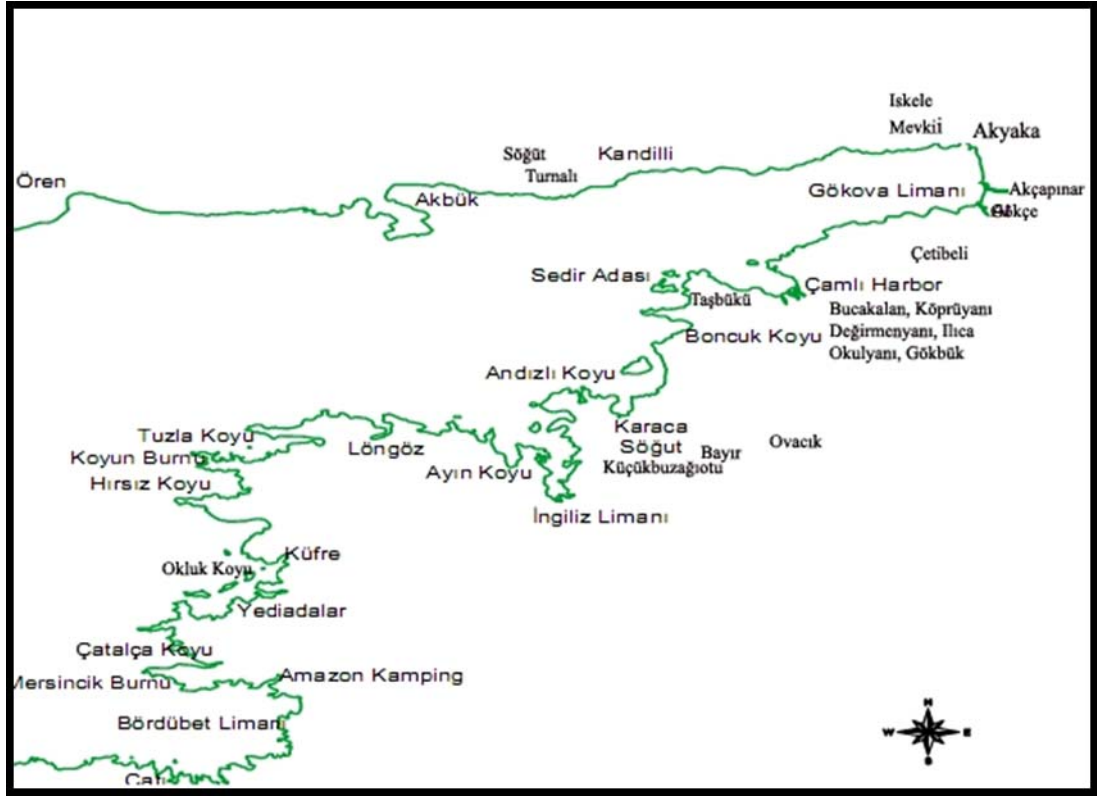 Iskele
Mevkii
Akyaka
Söğüt
Turnalı
Kandilli
Ören
Akbük
Gökova Limanı
Akçapınar
Gökçe
Çetibeli
Sedir Adası
Çamlı Harbor
Taşbükü
Bucakalan, Köprüyanı
Boncuk Koyu
Değirmenyanı, Ilıca
Okulyanı, Gökbük
Andızlı Koyu
Karaca
Söğut
Tuzla Koyu
Löngöz
Bayır
Ovacık
Koyun Burnu
Küçükbuzağıotu
Ayın Koyu
Hırsız Koyu
İngiliz Limanı
Küfre
Okluk Koyu
Yediadalar
Çatalça Koyu
Mersincik Burnu
Amazon Kamping
Bördübet Limanı
N
W
E
S